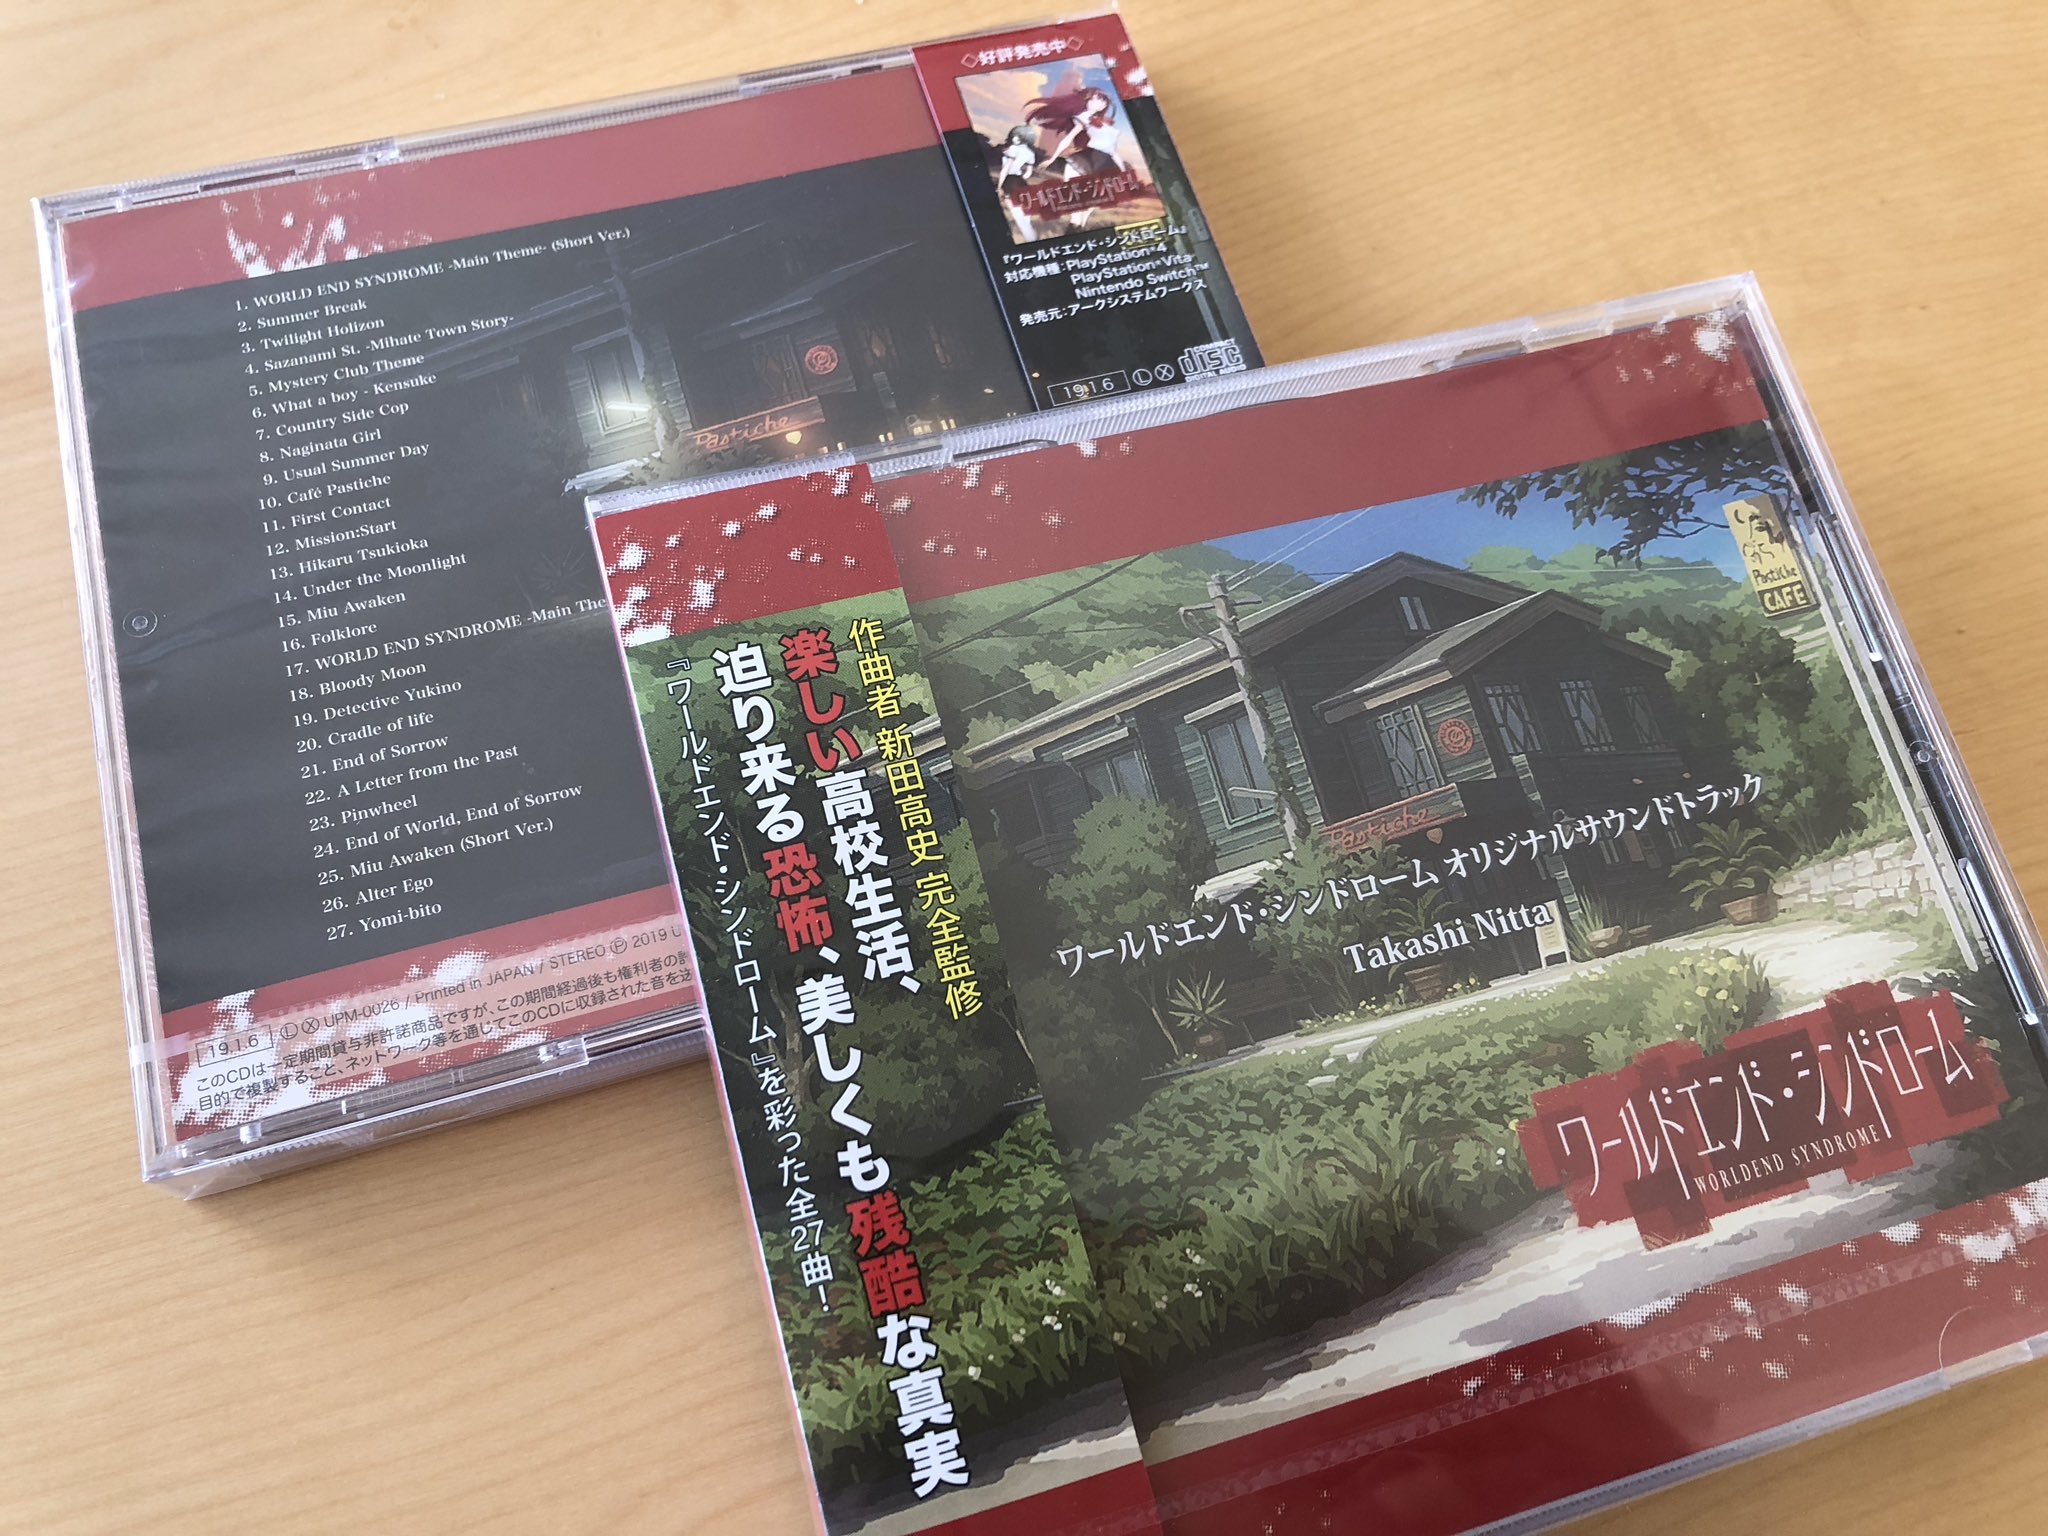 ◇好評発売中◇
ワールドエンド・シンドローム
『ワールドエンド・シンドローム』
対応機種：PlayStation®4
PlayStation®Vita
Nintendo Switch™
発売元：アークシステムワークス
19.1.6 Ⓛ Ⓧ
COMPACT
disc
DIGITAL AUDIO
1. WORLD END SYNDROME -Main Theme- (Short Ver.)
2. Summer Break
3. Twilight Holizon
4. Sazanami St. -Mihate Town Story-
5. Mystery Club Theme
6. What a boy - Kensuke
7. Country Side Cop
8. Naginata Girl
9. Usual Summer Day
10. Café Pastiche
11. First Contact
12. Mission:Start
13. Hikaru Tsukioka
14. Under the Moonlight
15. Miu Awaken
16. Folklore
17. WORLD END SYNDROME -Main The
18. Bloody Moon
19. Detective Yukino
20. Cradle of life
21. End of Sorrow
22. A Letter from the Past
23. Pinwheel
24. End of World, End of Sorrow
25. Miu Awaken (Short Ver.)
26. Alter Ego
27. Yomi-bito
Pastiche
19.1.6 Ⓛ Ⓧ UPM-0026 / Printed in JAPAN / STEREO Ⓟ 2019 U
このCDは一定期間貸与非許諾商品ですが、この期間経過後も権利者の許
目的で複製すること、ネットワーク等を通じてこのCDに収録された音を送
作曲者 新田高史 完全監修
楽しい高校生活、
迫り来る恐怖、美しくも残酷な真実
『ワールドエンド・シンドローム』を彩った全27曲！
Pastiche
CAFE
Pastiche
ワールドエンド・シンドローム オリジナルサウンドトラック
Takashi Nitta
ワールドエンド・シンドローム
WORLDEND SYNDROME